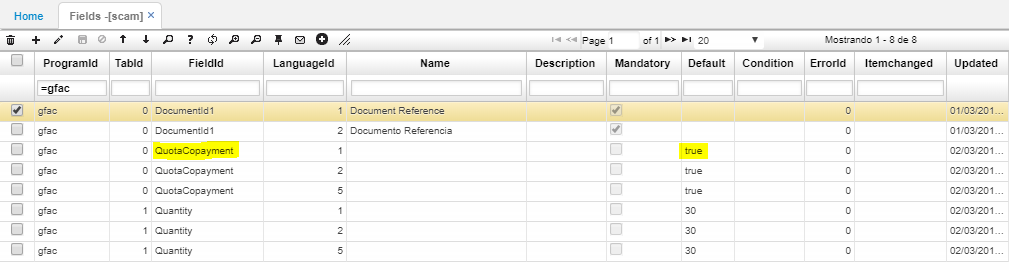 Home Fields -[scam] ×
Page 1 of 1 20 Mostrando 1 - 8 de 8
ProgramId TabId FieldId LanguageId Name Description Mandatory Default Condition ErrorId Itemchanged Updated
=gfac
gfac 0 DocumentId1 1 Document Reference 0 01/03/201...
gfac 0 DocumentId1 2 Documento Referencia 0 01/03/201...
gfac 0 QuotaCopayment 1 true 0 02/03/201...
gfac 0 QuotaCopayment 2 true 0 02/03/201...
gfac 0 QuotaCopayment 5 true 0 02/03/201...
gfac 1 Quantity 1 30 0 02/03/201...
gfac 1 Quantity 2 30 0 02/03/201...
gfac 1 Quantity 5 30 0 02/03/201...